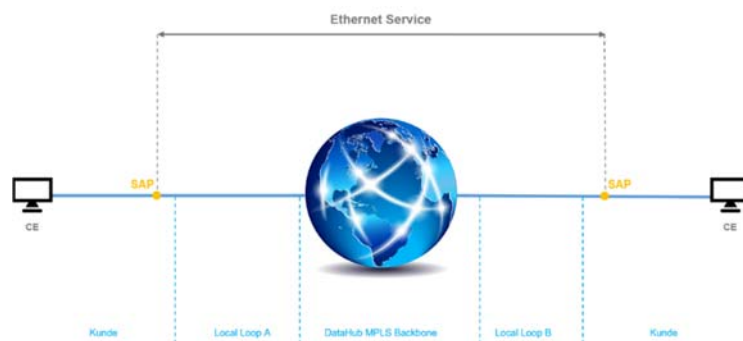 Ethernet Service
SAP
SAP
CE
CE
Kunde
Local Loop A
DataHub MPLS Backbone
Local Loop B
Kunde